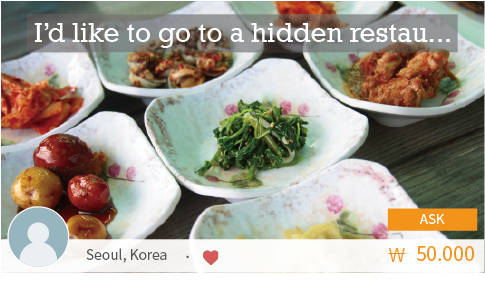 I'd like to go to a hidden restau...
ASK
Seoul, Korea
₩ 50.000